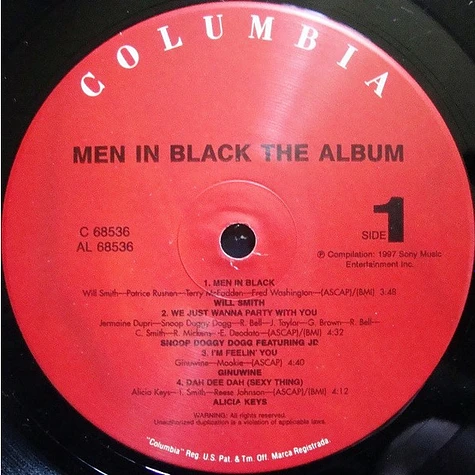 COLUMBIA
MEN IN BLACK THE ALBUM
C 68536
AL 68536
SIDE 1
℗ Compilation: 1997 Sony Music
Entertainment Inc.
1. MEN IN BLACK
Will Smith—Patrice Rushen—Terry McFadden—Fred Washington—(ASCAP)/(BMI) 3:48
WILL SMITH
2. WE JUST WANNA PARTY WITH YOU
Jermaine Dupri—Snoop Doggy Dogg—R. Bell—J. Taylor—G. Brown—R. Bell—
C. Smith—R. Mickens—E. Deodato—(ASCAP)/(BMI) 4:32
SNOOP DOGGY DOGG FEATURING JD
3. I'M FEELIN' YOU
Ginuwine—Mookie—(ASCAP) 4:40
GINUWINE
4. DAH DEE DAH (SEXY THING)
Alicia Keys—T. Smith—Reese Johnson—(ASCAP)/(BMI) 4:12
ALICIA KEYS
WARNING: All rights reserved.
Unauthorized duplication is a violation of applicable laws.
"Columbia" Reg. U.S. Pat. & Tm. Off. Marca Registrada.